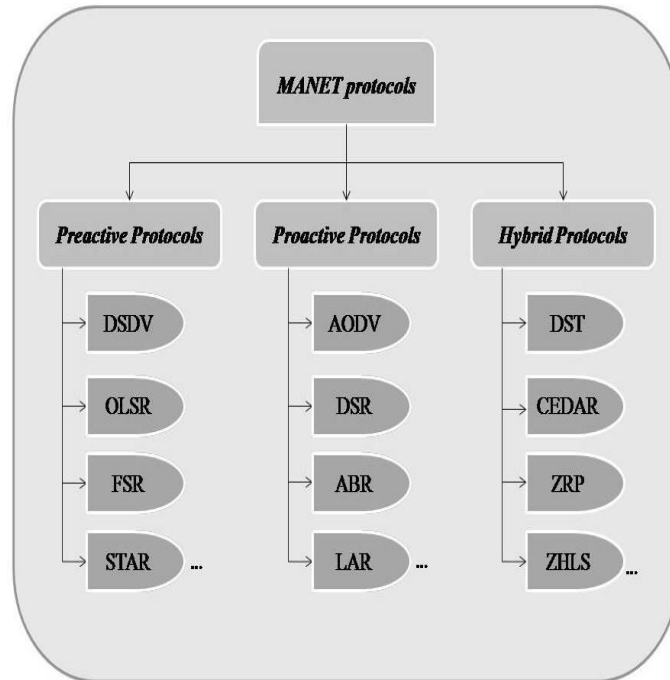 MANET protocols
Preactive Protocols
Proactive Protocols
Hybrid Protocols
DSDV
AODV
DST
OLSR
DSR
CEDAR
FSR
ABR
ZRP
STAR ...
LAR ...
ZHLS ...